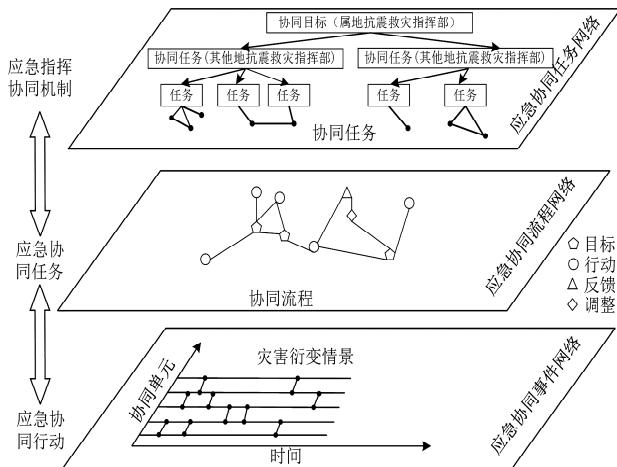 协同目标（属地抗震救灾指挥部）
应急指挥
协同机制
协同任务(其他地抗震救灾指挥部)
协同任务(其他地抗震救灾指挥部)
任务
任务
任务
任务
任务
协同任务
应急协同任务网络
应急协
同任务
协同流程
应急协同流程网络
目标
行动
反馈
调整
应急协
同行动
协同单元
灾害衍变情景
时间
应急协同事件网络